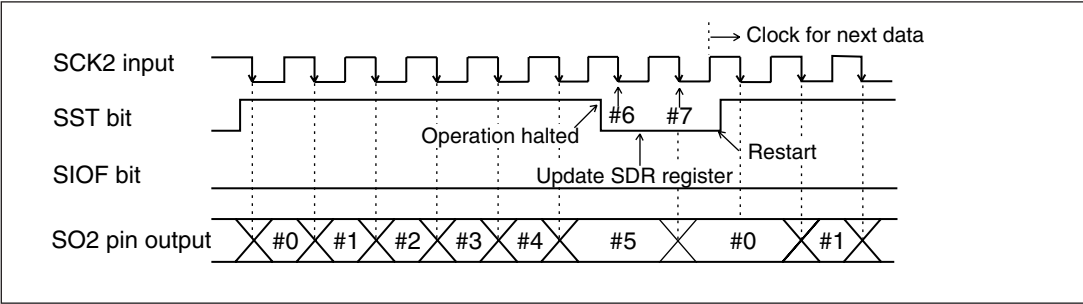 Clock for next data
SCK2 input
SST bit
#6 #7
Operation halted
Restart
Update SDR register
SIOF bit
SO2 pin output #0 #1 #2 #3 #4 #5 #0 #1